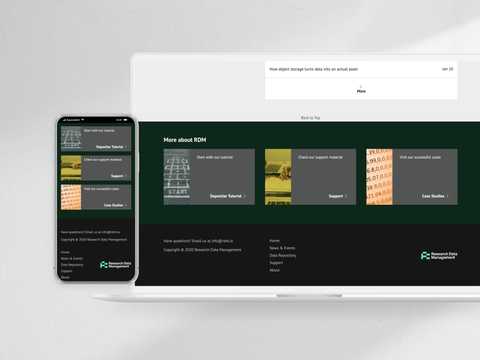 How object storage turns data into an actual asset
Jan 20
More
Back to Top
More about RDM
Start with our tutorial
START
Depositor Tutorial
Check our support material
Support
Visit our successful cases
Case Studies
Have questions? Email us at info@rdm.io
Copyright © 2020 Research Data Management
Home
News & Events
Data Repository
Support
About
Research Data
Management
Start with our tutorial
Depositor Tutorial
Check our support material
Support
Visit our successful cases
Case Studies
Have questions? Email us at info@rdm.io
Copyright © 2020 Research Data Management
Home
News & Events
Data Repository
Support
About
Research Data
Management